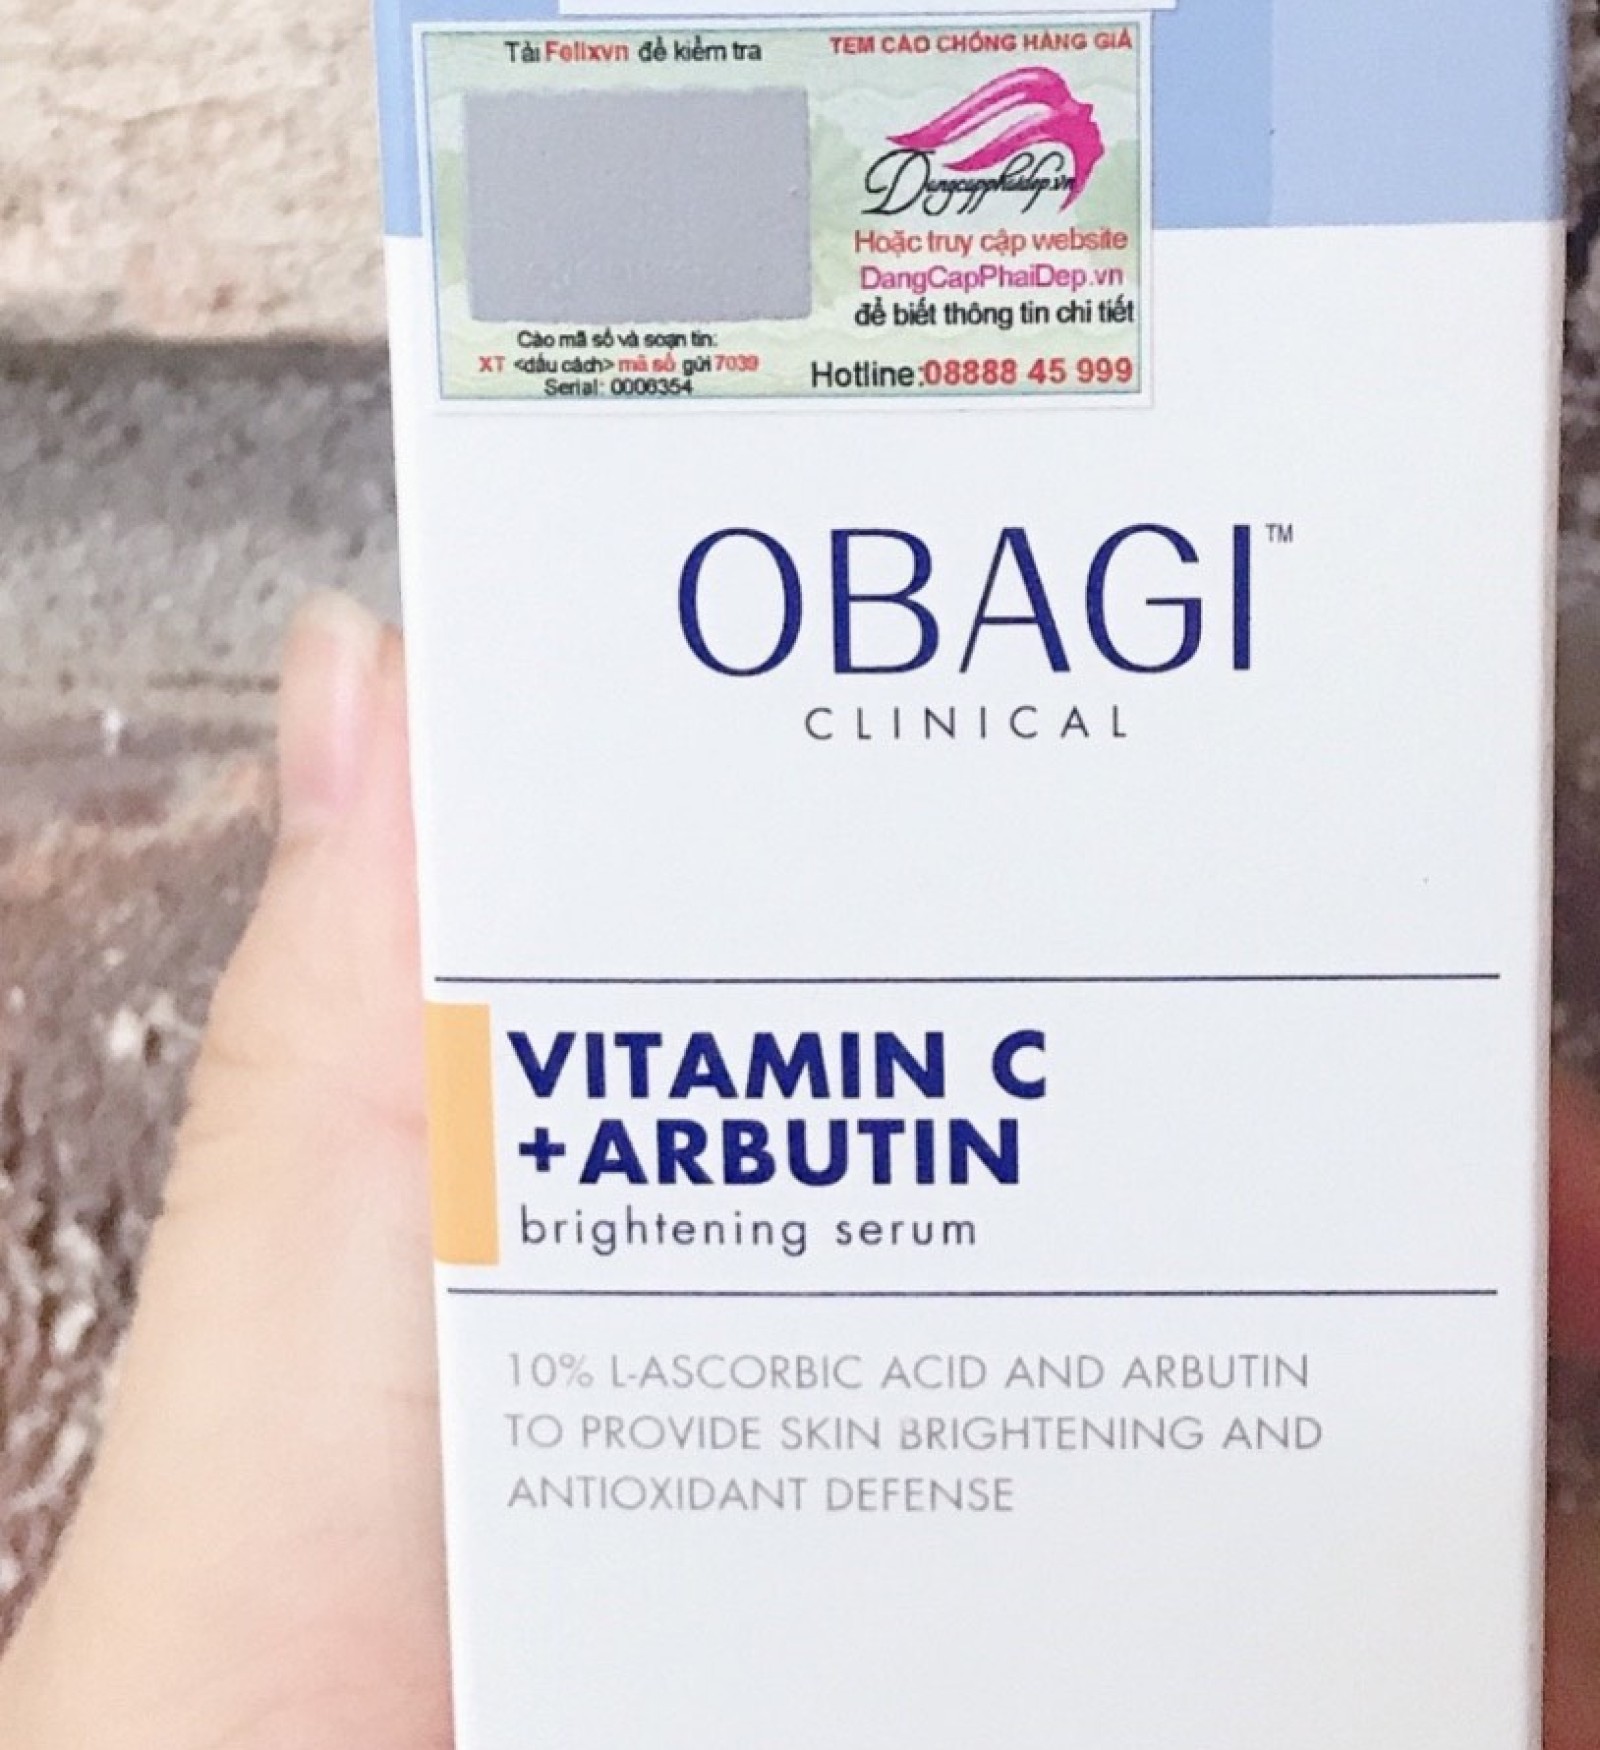 Tải Felixvn để kiểm tra
TEM CÀO CHỐNG HÀNG GIẢ
Dangcapphaidep.vn
Hoặc truy cập website
DangCapPhaiDep.vn
để biết thông tin chi tiết
Cào mã số và soạn tin:
XT <dấu cách> mã số gửi 7039
Serial: 0006354
Hotline:08888 45 999
OBAGI™
CLINICAL
VITAMIN C
+ARBUTIN
brightening serum
10% L-ASCORBIC ACID AND ARBUTIN
TO PROVIDE SKIN BRIGHTENING AND
ANTIOXIDANT DEFENSE